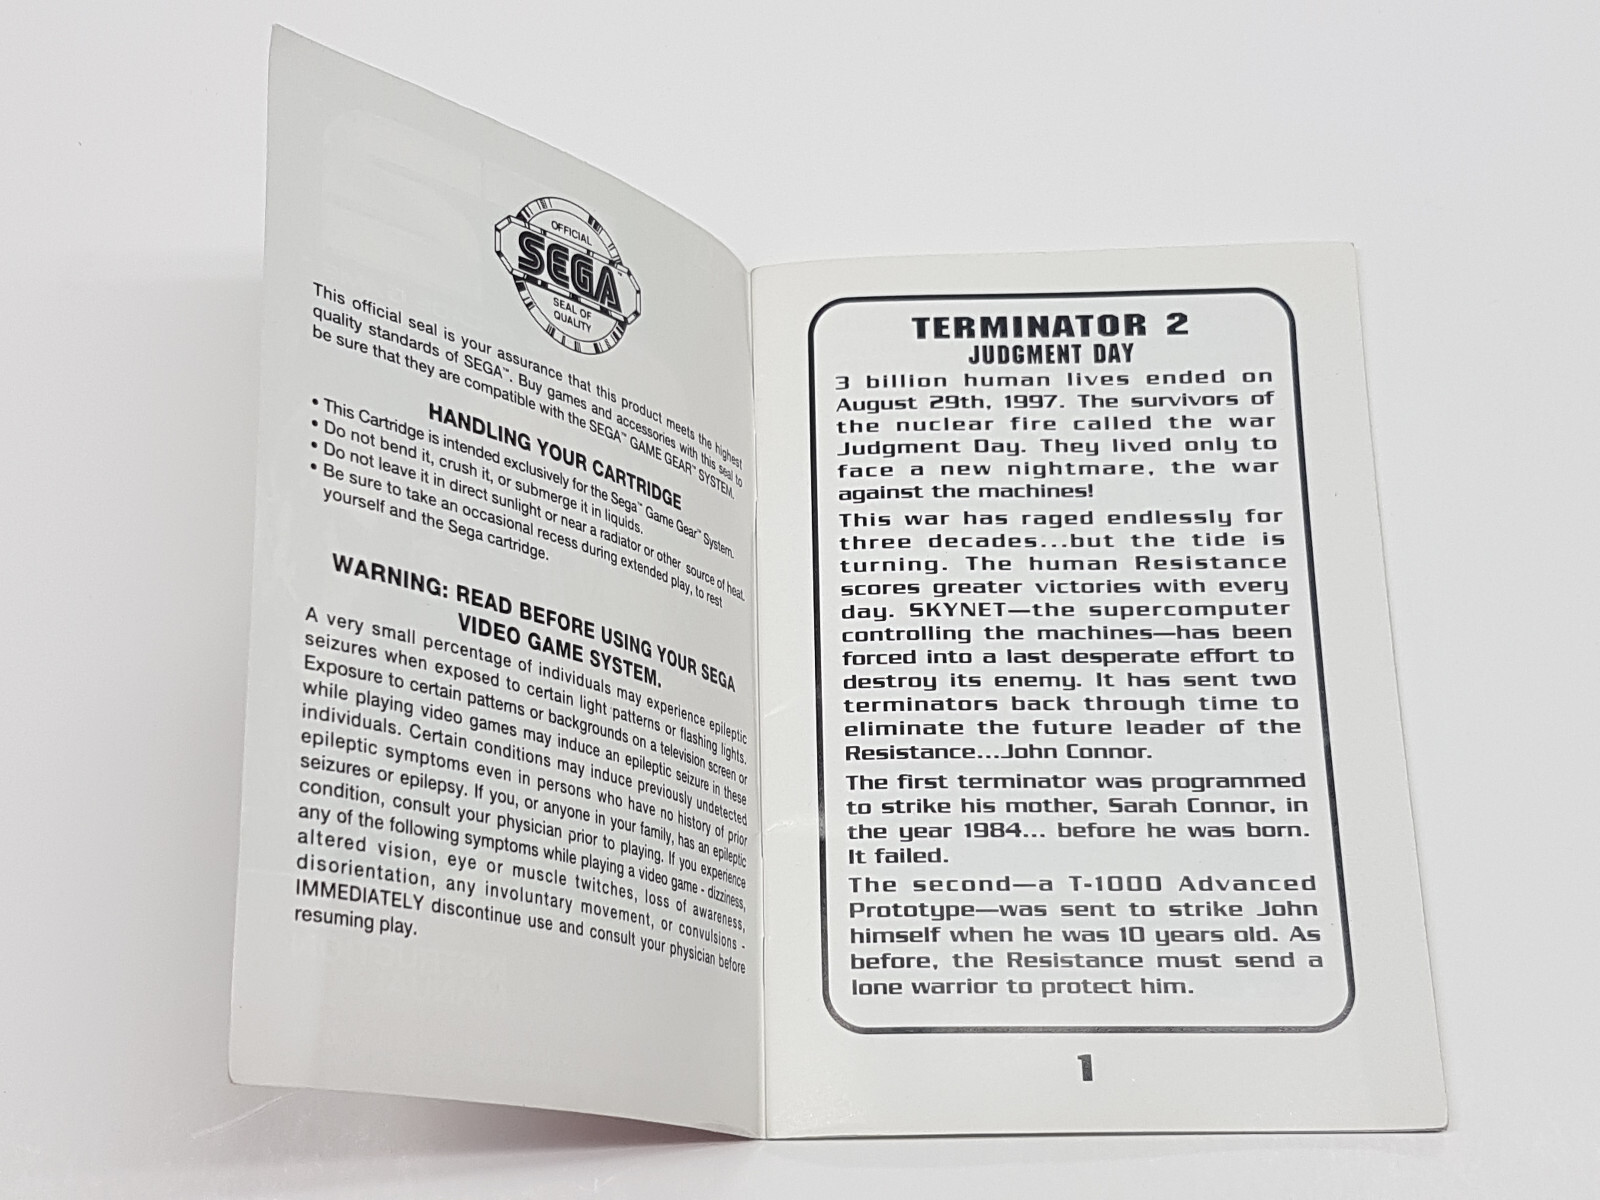 OFFICIAL
SEGA™
SEAL OF
QUALITY
This official seal is your assurance that this product meets the highest
quality standards of SEGA™. Buy games and accessories with this seal to
be sure that they are compatible with the SEGA™ GAME GEAR™ SYSTEM.
HANDLING YOUR CARTRIDGE
• This Cartridge is intended exclusively for the Sega™ Game Gear™ System.
• Do not bend it, crush it, or submerge it in liquids.
• Do not leave it in direct sunlight or near a radiator or other source of heat.
• Be sure to take an occasional recess during extended play, to rest
yourself and the Sega cartridge.
WARNING: READ BEFORE USING YOUR SEGA
VIDEO GAME SYSTEM.
A very small percentage of individuals may experience epileptic
seizures when exposed to certain light patterns or flashing lights.
Exposure to certain patterns or backgrounds on a television screen or
while playing video games may induce an epileptic seizure in these
individuals. Certain conditions may induce previously undetected
epileptic symptoms even in persons who have no history of prior
seizures or epilepsy. If you, or anyone in your family, has an epileptic
condition, consult your physician prior to playing. If you experience
any of the following symptoms while playing a video game - dizziness,
altered vision, eye or muscle twitches, loss of awareness,
disorientation, any involuntary movement, or convulsions -
IMMEDIATELY discontinue use and consult your physician before
resuming play.
TERMINATOR 2
JUDGMENT DAY
3 billion human lives ended on
August 29th, 1997. The survivors of
the nuclear fire called the war
Judgment Day. They lived only to
face a new nightmare, the war
against the machines!
This war has raged endlessly for
three decades...but the tide is
turning. The human Resistance
scores greater victories with every
day. SKYNET—the supercomputer
controlling the machines—has been
forced into a last desperate effort to
destroy its enemy. It has sent two
terminators back through time to
eliminate the future leader of the
Resistance...John Connor.
The first terminator was programmed
to strike his mother, Sarah Connor, in
the year 1984... before he was born.
It failed.
The second—a T-1000 Advanced
Prototype—was sent to strike John
himself when he was 10 years old. As
before, the Resistance must send a
lone warrior to protect him.
1